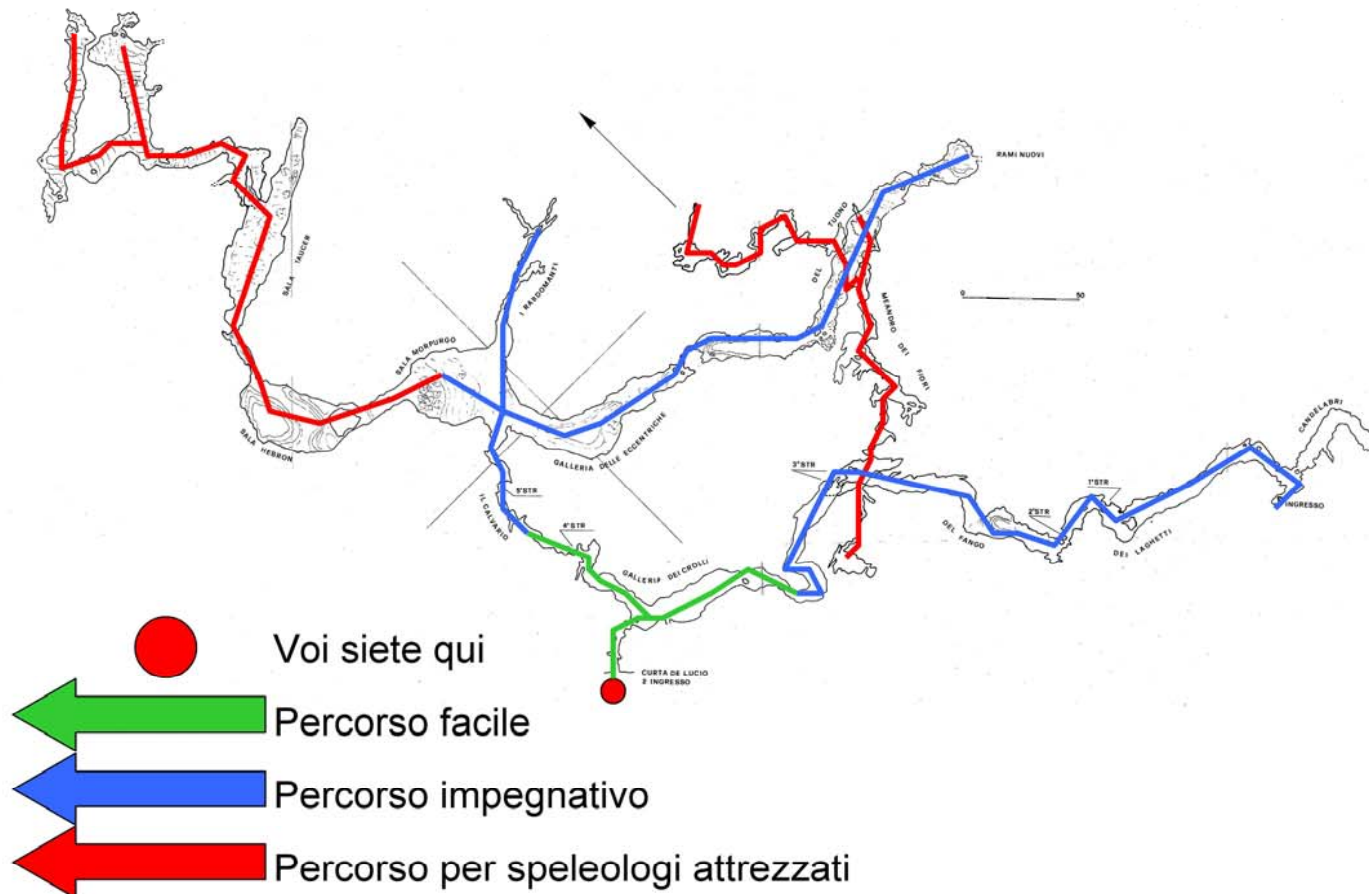 RAMI NUOVI
TUONO
DEL
SALA TAUCER
I RABDOMANTI
0 50
MEANDRO DEI FIORI
SALA MORPURGO
SALA HEBRON
GALLERIA DELLE ECCENTRICHE
CANDELABRI
3°STR
5°STR
1°STR
INGRESSO
IL CALVARIO
4°STR
2°STR
DEL FANGO
DEI LAGHETTI
GALLERIA DEI CROLLI
Voi siete qui
CURTA DE LUCIO
2 INGRESSO
Percorso facile
Percorso impegnativo
Percorso per speleologi attrezzati